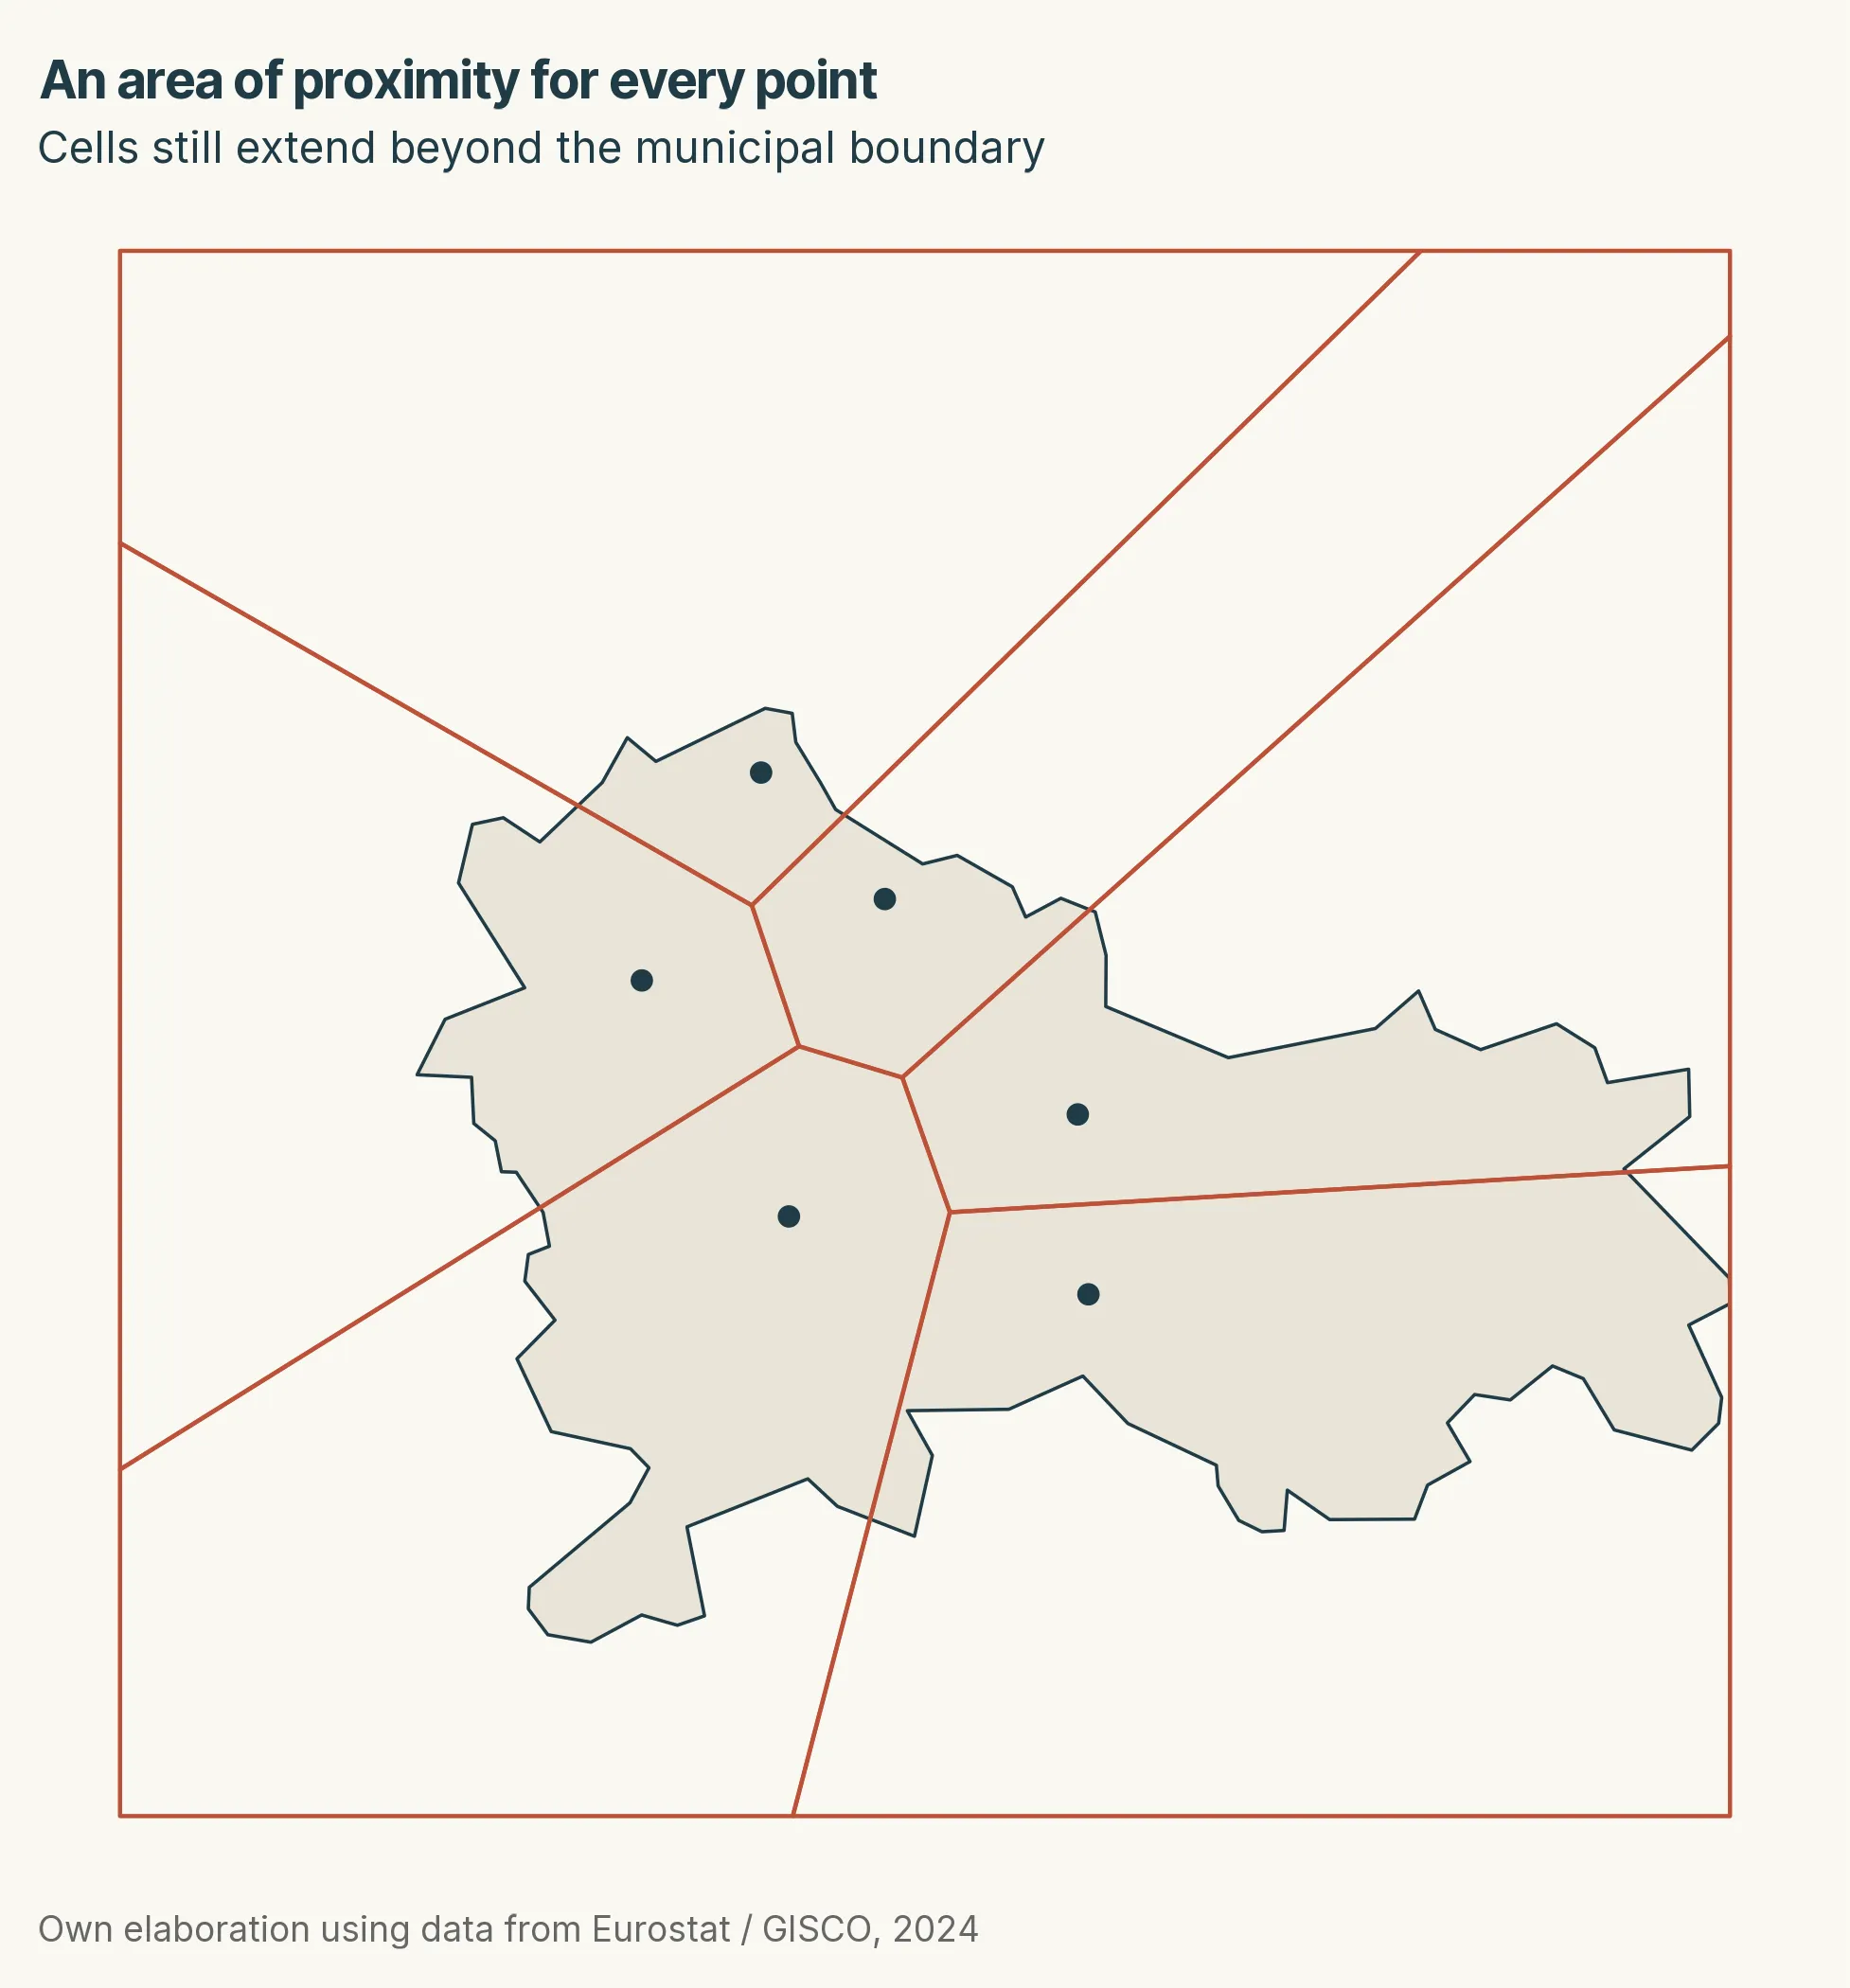 An area of proximity for every point
Cells still extend beyond the municipal boundary
Own elaboration using data from Eurostat / GISCO, 2024